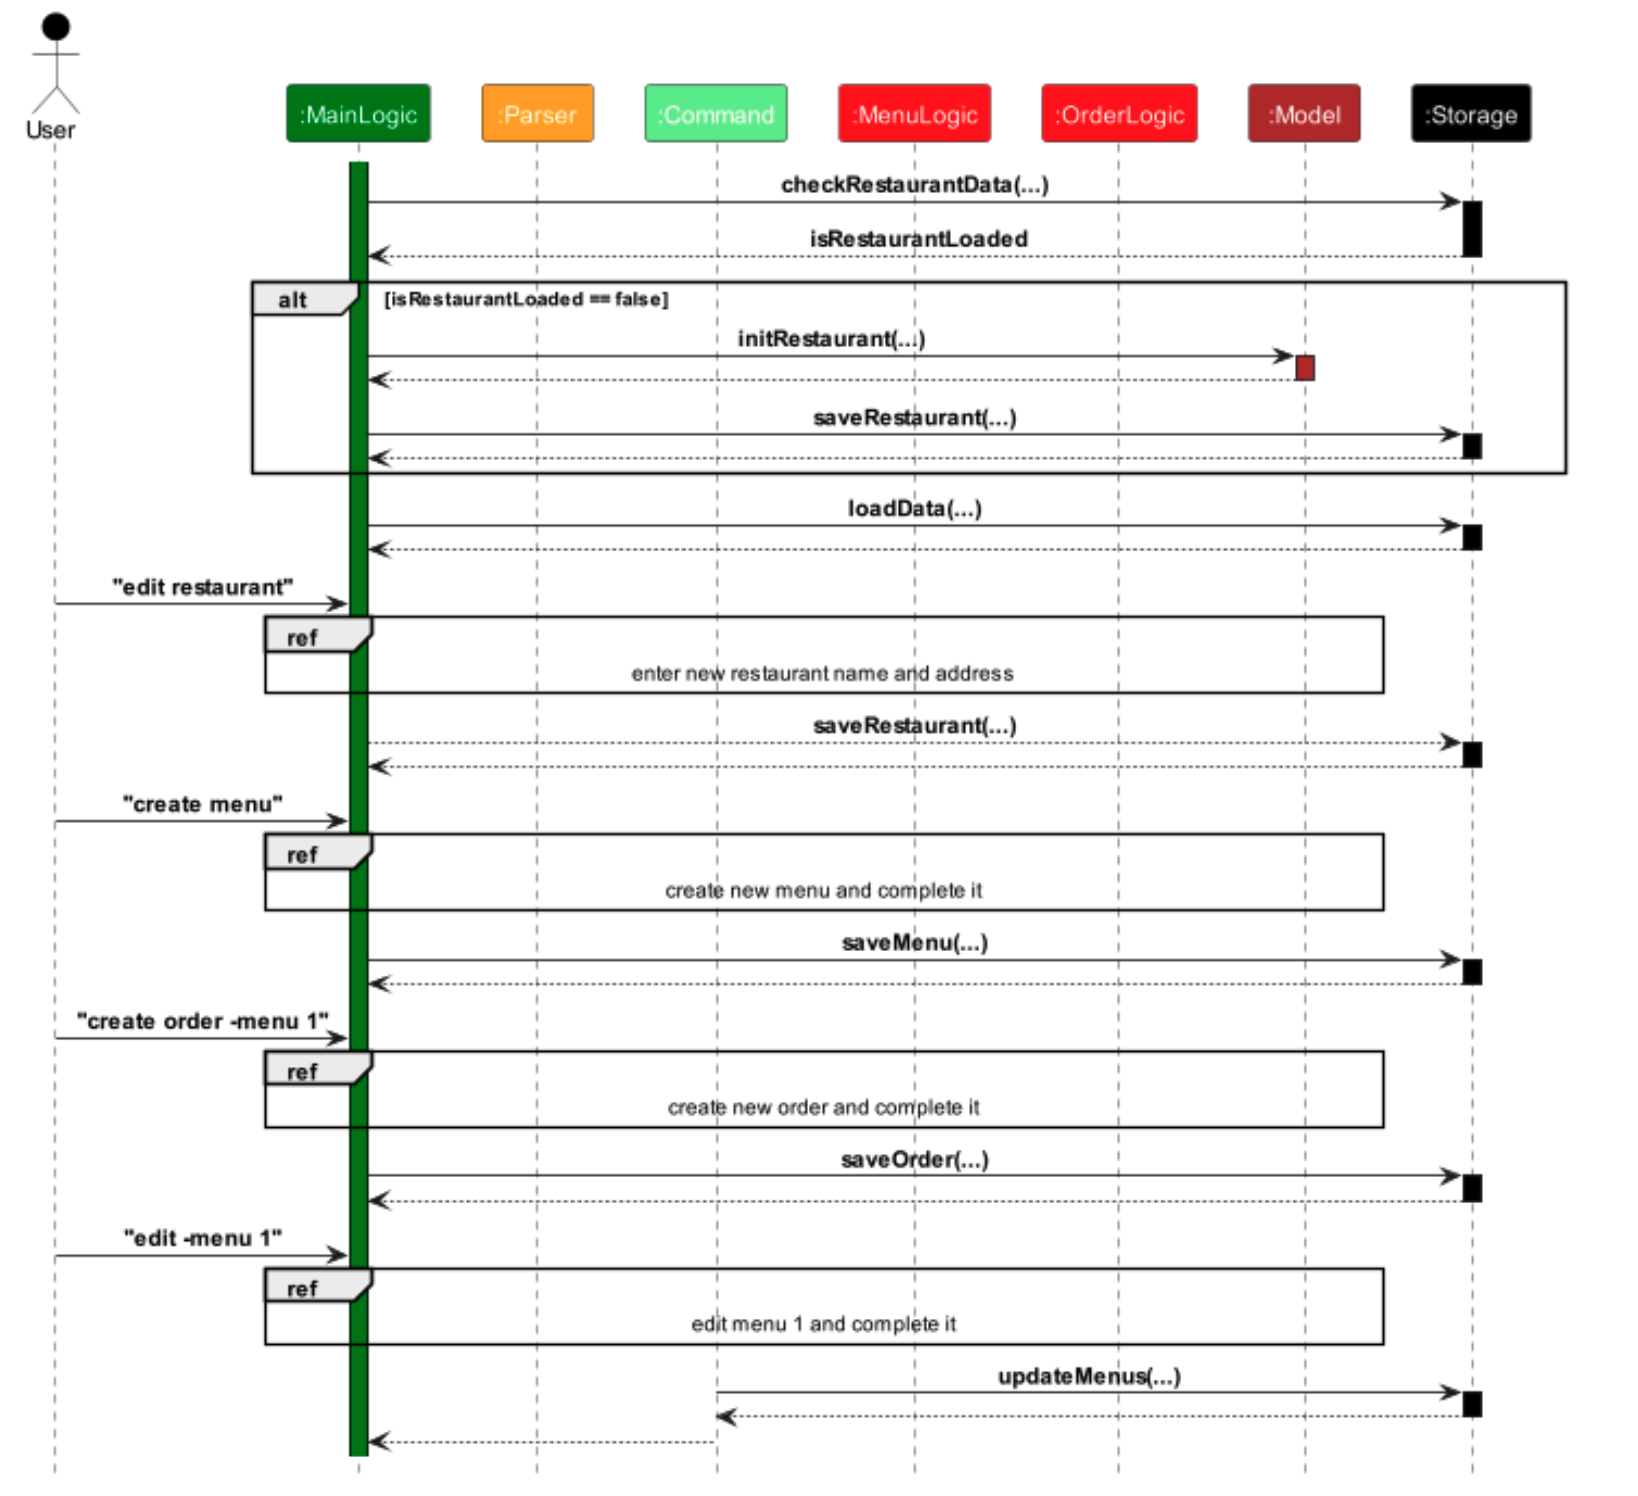 User
:MainLogic
:Parser
:Command
:MenuLogic
:OrderLogic
:Model
:Storage
checkRestaurantData(...)
isRestaurantLoaded
alt
[isRestaurantLoaded == false]
initRestaurant(...)
saveRestaurant(...)
loadData(...)
"edit restaurant"
ref
enter new restaurant name and address
saveRestaurant(...)
"create menu"
ref
create new menu and complete it
saveMenu(...)
"create order -menu 1"
ref
create new order and complete it
saveOrder(...)
"edit -menu 1"
ref
edit menu 1 and complete it
updateMenus(...)